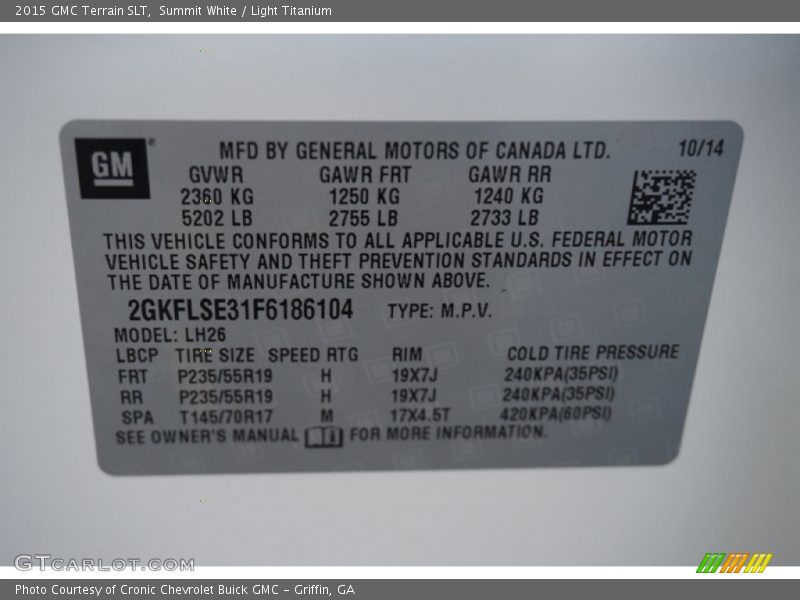 2015 GMC Terrain SLT, Summit White / Light Titanium
GM
MFD BY GENERAL MOTORS OF CANADA LTD. 10/14
GVWR GAWR FRT GAWR RR
2360 KG 1250 KG 1240 KG
5202 LB 2755 LB 2733 LB
THIS VEHICLE CONFORMS TO ALL APPLICABLE U.S. FEDERAL MOTOR
VEHICLE SAFETY AND THEFT PREVENTION STANDARDS IN EFFECT ON
THE DATE OF MANUFACTURE SHOWN ABOVE.
2GKFLSE31F6186104 TYPE: M.P.V.
MODEL: LH26
LBCP TIRE SIZE SPEED RTG RIM COLD TIRE PRESSURE
FRT P235/55R19 H 19X7J 240KPA(35PSI)
RR P235/55R19 H 19X7J 240KPA(35PSI)
SPA T145/70R17 M 17X4.5T 420KPA(60PSI)
SEE OWNER'S MANUAL FOR MORE INFORMATION.
GTCARLOT.COM
Photo Courtesy of Cronic Chevrolet Buick GMC - Griffin, GA